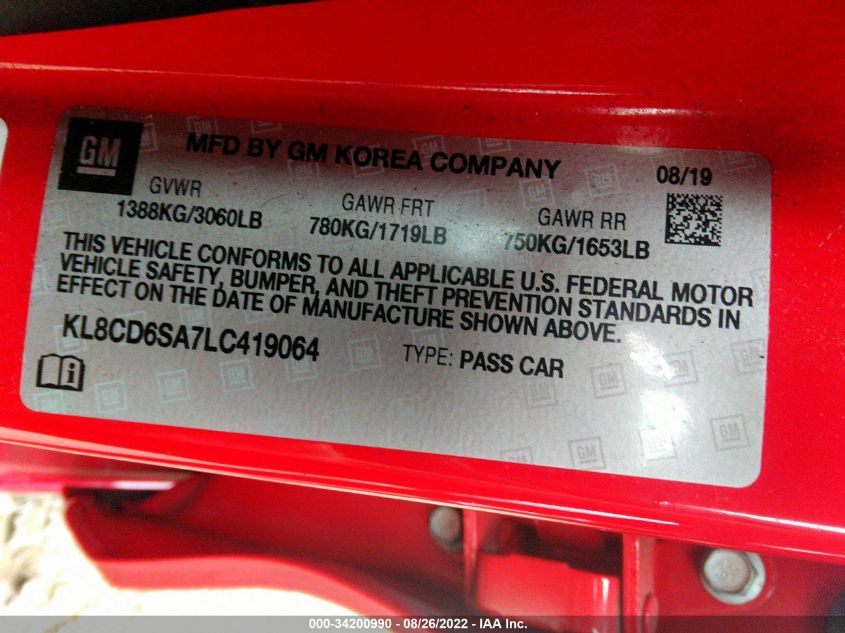 GM
MFD BY GM KOREA COMPANY
08/19
GVWR
1388KG/3060LB
GAWR FRT
780KG/1719LB
GAWR RR
750KG/1653LB
THIS VEHICLE CONFORMS TO ALL APPLICABLE U.S. FEDERAL MOTOR
VEHICLE SAFETY, BUMPER, AND THEFT PREVENTION STANDARDS IN
EFFECT ON THE DATE OF MANUFACTURE SHOWN ABOVE.
KL8CD6SA7LC419064
TYPE: PASS CAR
000-34200990 - 08/26/2022 - IAA Inc.